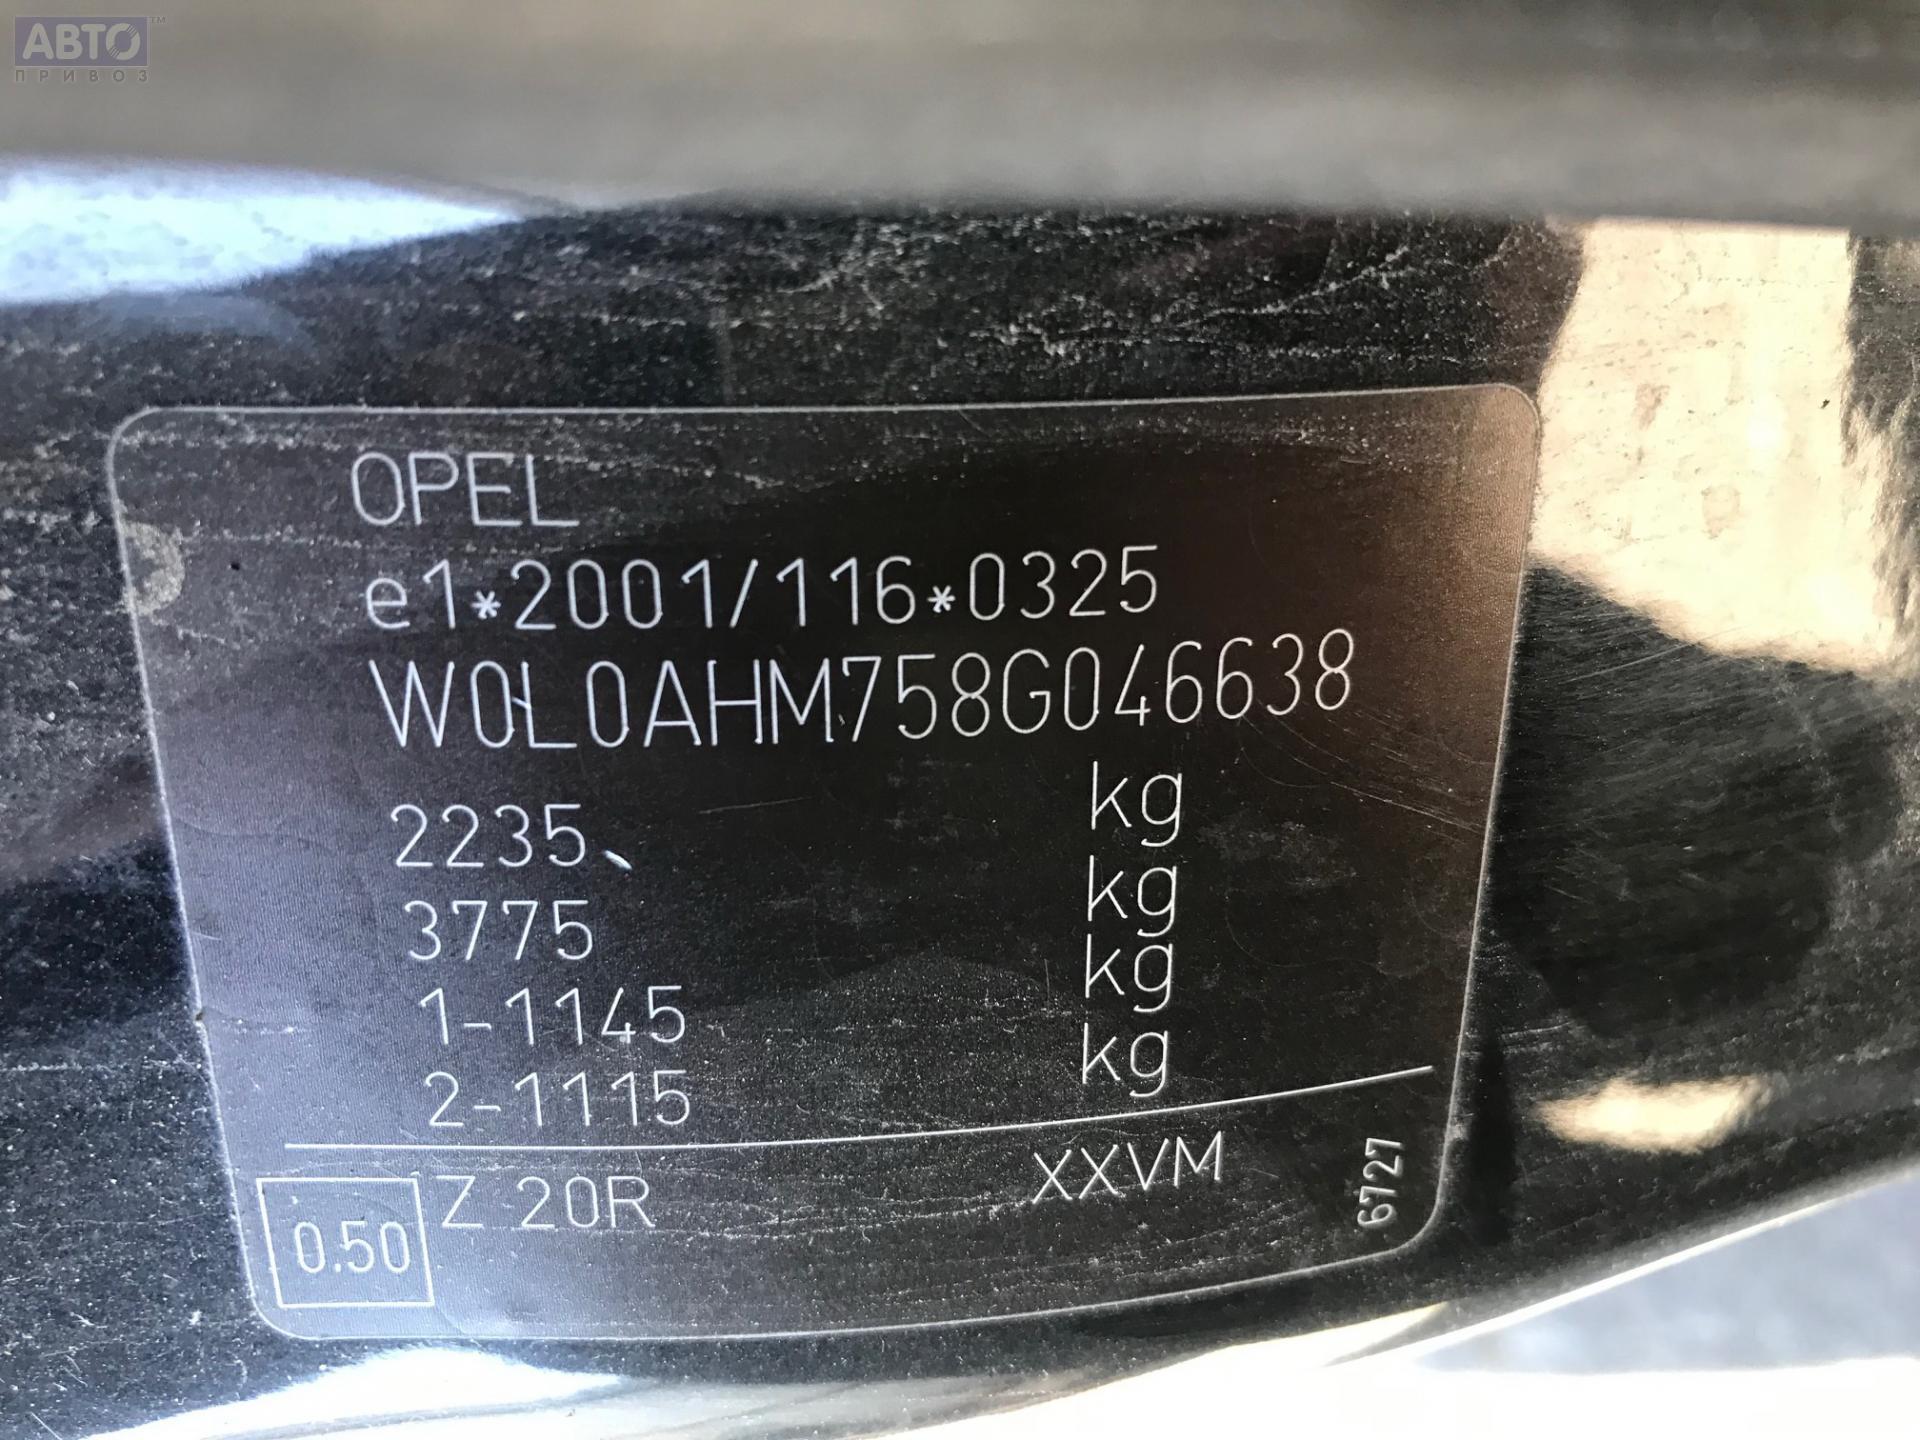 АВТО™
ПРИВОЗ
OPEL
e1*2001/116*0325
W0L0AHM758G046638
2235 kg
3775 kg
1-1145 kg
2-1115 kg
0.50 Z 20R XXVM 6727